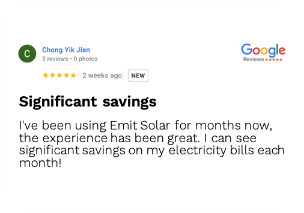 C
Chong Yik Jian
3 reviews • 0 photos
Google
Reviews ★★★★★
★★★★★ 2 weeks ago NEW
Significant savings
I've been using Emit Solar for months now,
the experience has been great. I can see
significant savings on my electricity bills each
month!